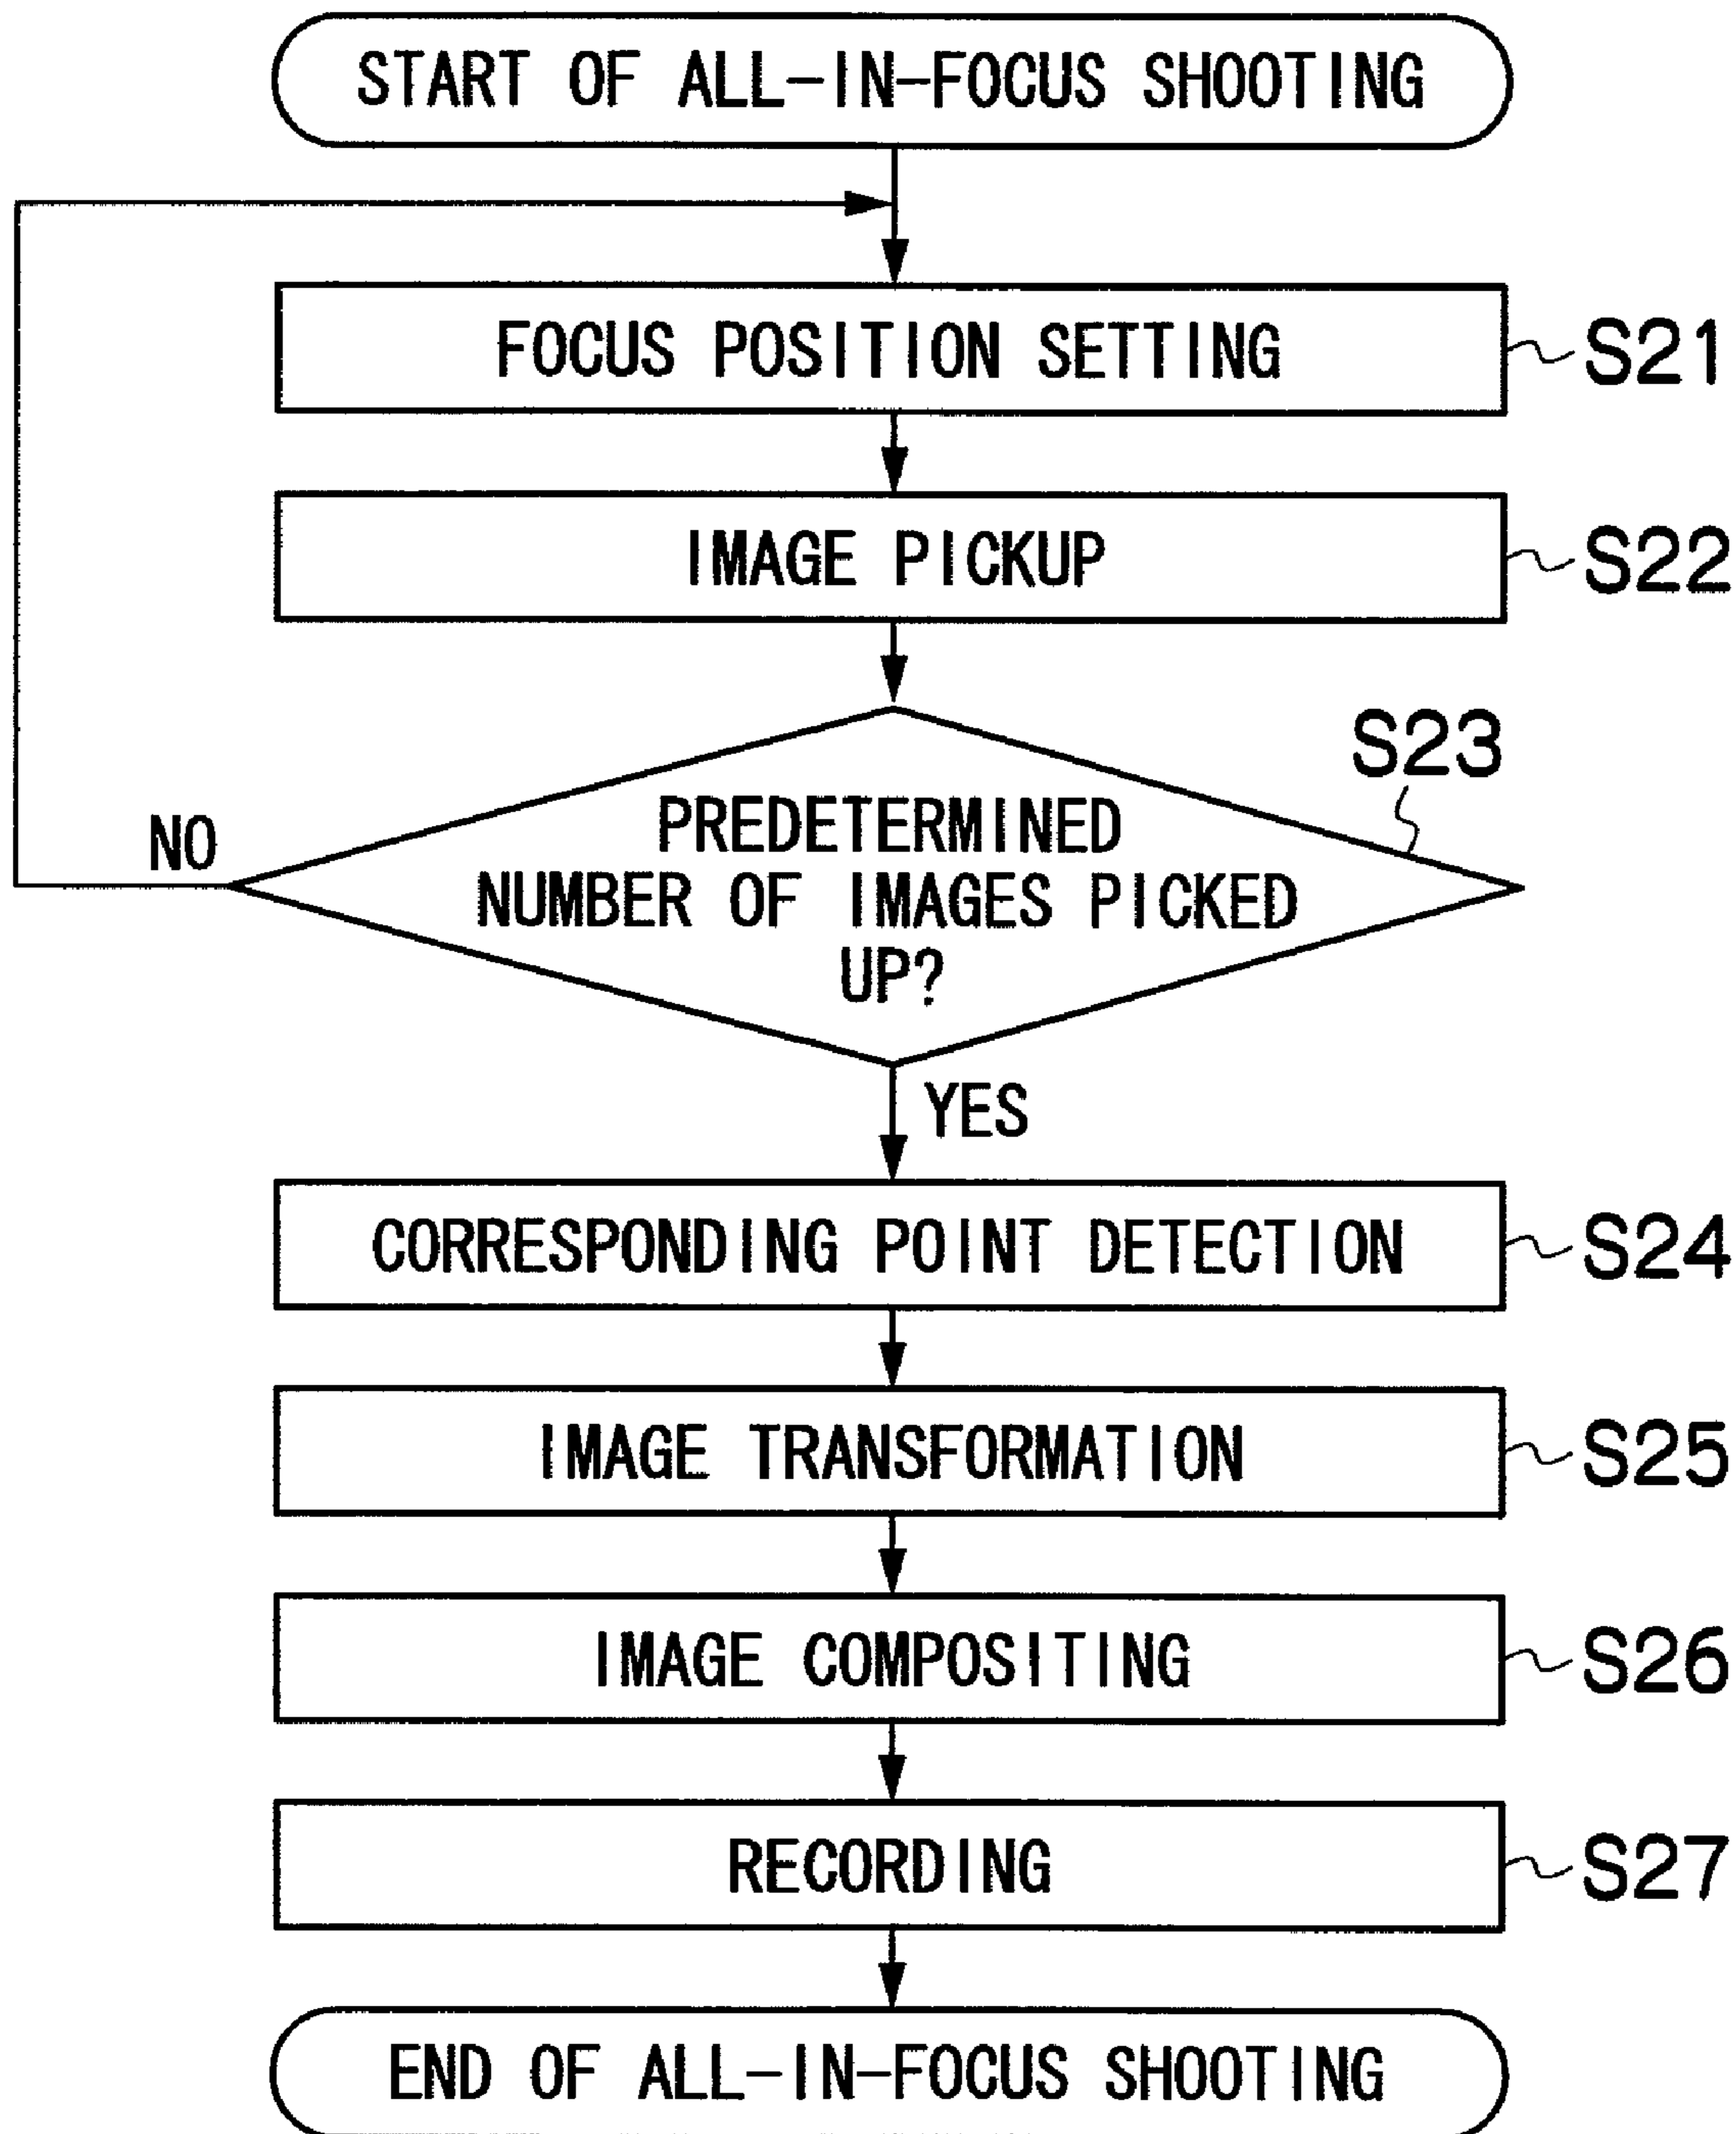 START OF ALL-IN-FOCUS SHOOTING
FOCUS POSITION SETTING
S21
IMAGE PICKUP
S22
S23
PREDETERMINED
NUMBER OF IMAGES PICKED
UP?
NO
YES
CORRESPONDING POINT DETECTION
S24
IMAGE TRANSFORMATION
S25
IMAGE COMPOSITING
S26
RECORDING
S27
END OF ALL-IN-FOCUS SHOOTING